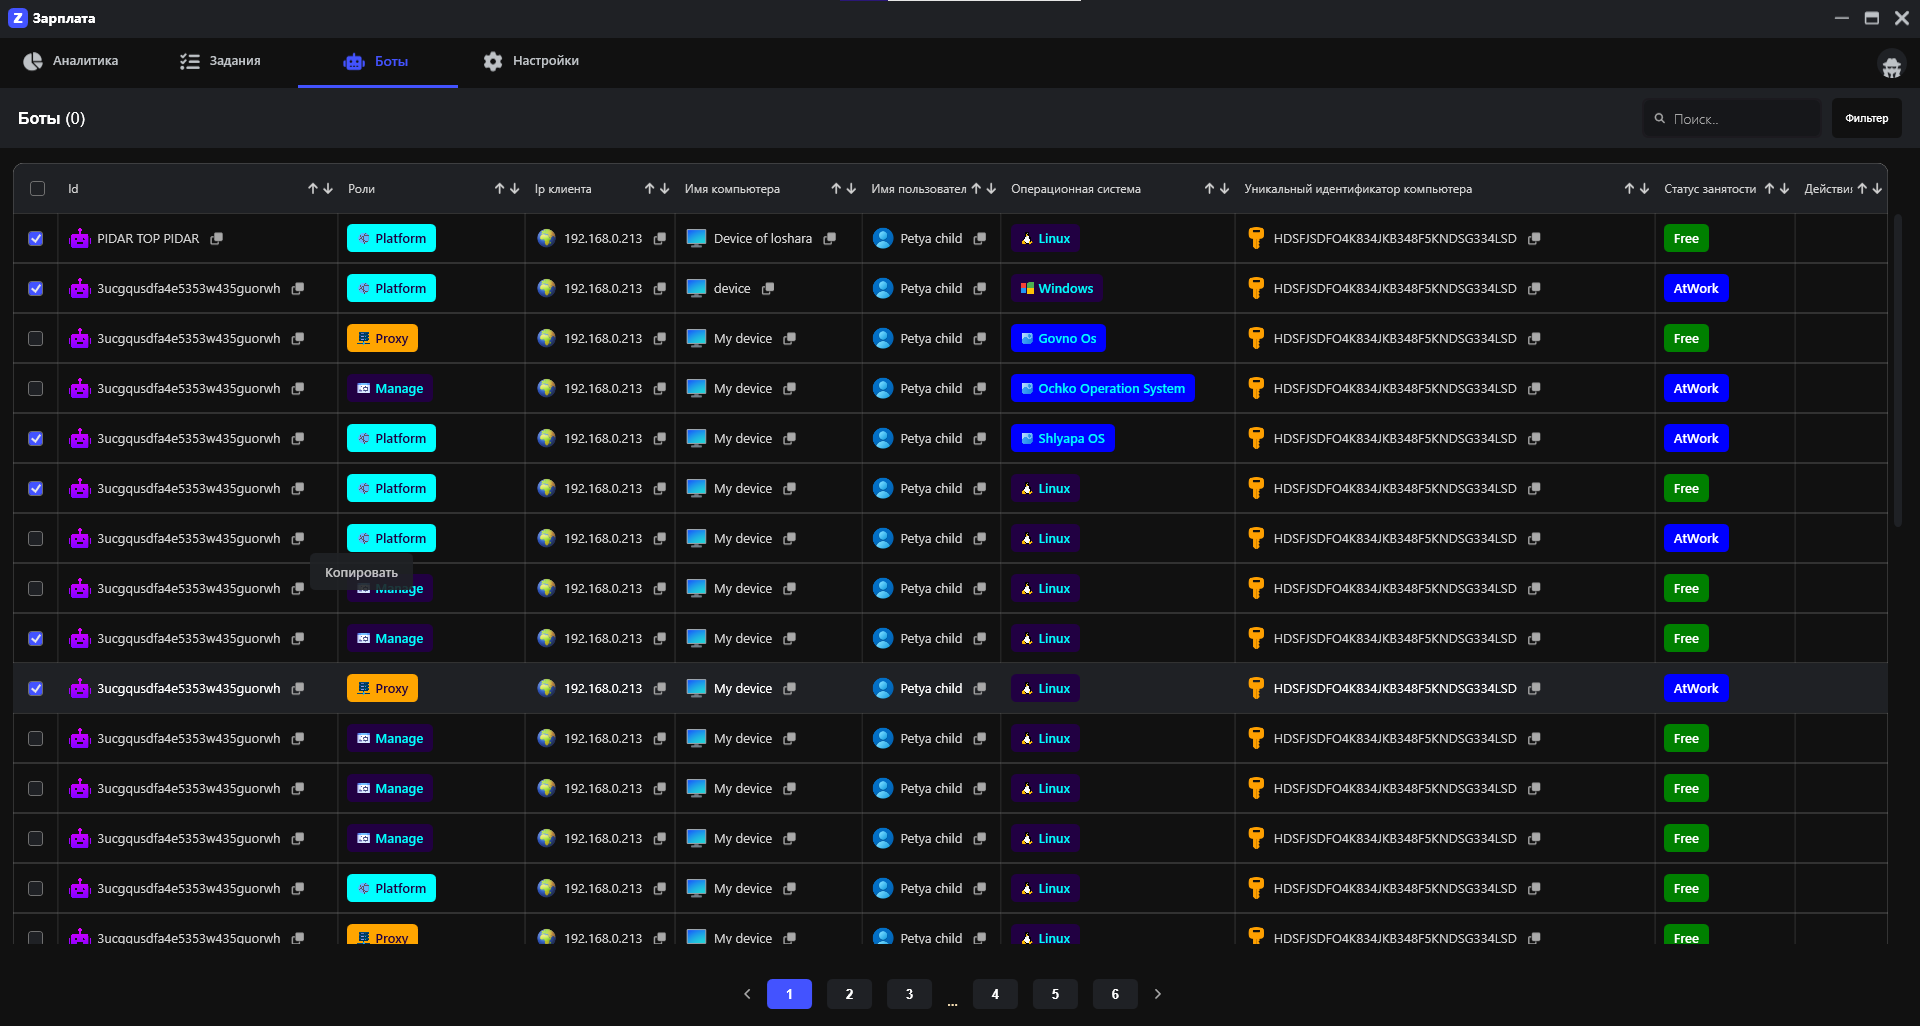 Z Зарплата
Аналитика Задания Боты Настройки
Боты (0) Поиск.. Фильтр
Id Роли Ip клиента Имя компьютера Имя пользовател Операционная система Уникальный идентификатор компьютера Статус занятости Действи
PIDAR TOP PIDAR Platform 192.168.0.213 Device of loshara Petya child Linux HDSFJSDFO4K834JKB348F5KNDSG334LSD Free
3ucgqusdfa4e5353w435guorwh Platform 192.168.0.213 device Petya child Windows HDSFJSDFO4K834JKB348F5KNDSG334LSD AtWork
3ucgqusdfa4e5353w435guorwh Proxy 192.168.0.213 My device Petya child Govno Os HDSFJSDFO4K834JKB348F5KNDSG334LSD Free
3ucgqusdfa4e5353w435guorwh Manage 192.168.0.213 My device Petya child Ochko Operation System HDSFJSDFO4K834JKB348F5KNDSG334LSD AtWork
3ucgqusdfa4e5353w435guorwh Platform 192.168.0.213 My device Petya child Shlyapa OS HDSFJSDFO4K834JKB348F5KNDSG334LSD AtWork
3ucgqusdfa4e5353w435guorwh Platform 192.168.0.213 My device Petya child Linux HDSFJSDFO4K834JKB348F5KNDSG334LSD Free
3ucgqusdfa4e5353w435guorwh Platform 192.168.0.213 My device Petya child Linux HDSFJSDFO4K834JKB348F5KNDSG334LSD AtWork
Копировать
3ucgqusdfa4e5353w435guorwh Manage 192.168.0.213 My device Petya child Linux HDSFJSDFO4K834JKB348F5KNDSG334LSD Free
3ucgqusdfa4e5353w435guorwh Manage 192.168.0.213 My device Petya child Linux HDSFJSDFO4K834JKB348F5KNDSG334LSD Free
3ucgqusdfa4e5353w435guorwh Proxy 192.168.0.213 My device Petya child Linux HDSFJSDFO4K834JKB348F5KNDSG334LSD AtWork
3ucgqusdfa4e5353w435guorwh Manage 192.168.0.213 My device Petya child Linux HDSFJSDFO4K834JKB348F5KNDSG334LSD Free
3ucgqusdfa4e5353w435guorwh Manage 192.168.0.213 My device Petya child Linux HDSFJSDFO4K834JKB348F5KNDSG334LSD Free
3ucgqusdfa4e5353w435guorwh Manage 192.168.0.213 My device Petya child Linux HDSFJSDFO4K834JKB348F5KNDSG334LSD Free
3ucgqusdfa4e5353w435guorwh Platform 192.168.0.213 My device Petya child Linux HDSFJSDFO4K834JKB348F5KNDSG334LSD Free
3ucgqusdfa4e5353w435guorwh Proxy 192.168.0.213 My device Petya child Linux HDSFJSDFO4K834JKB348F5KNDSG334LSD Free
1 2 3 ... 4 5 6